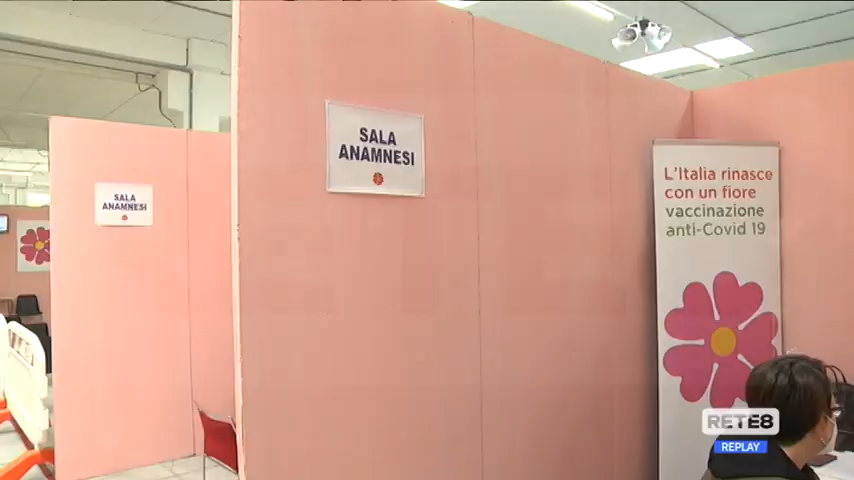 SALA
ANAMNESI
SALA
ANAMNESI
L'Italia rinasce
con un fiore
vaccinazione
anti-Covid 19
RETE8
REPLAY